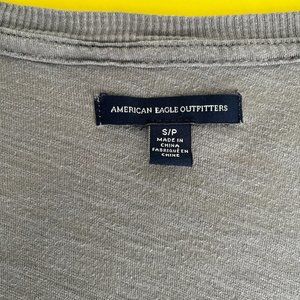 AMERICAN EAGLE OUTFITTERS
S/P
MADE IN
CHINA
FABRIQUÉ EN
CHINE